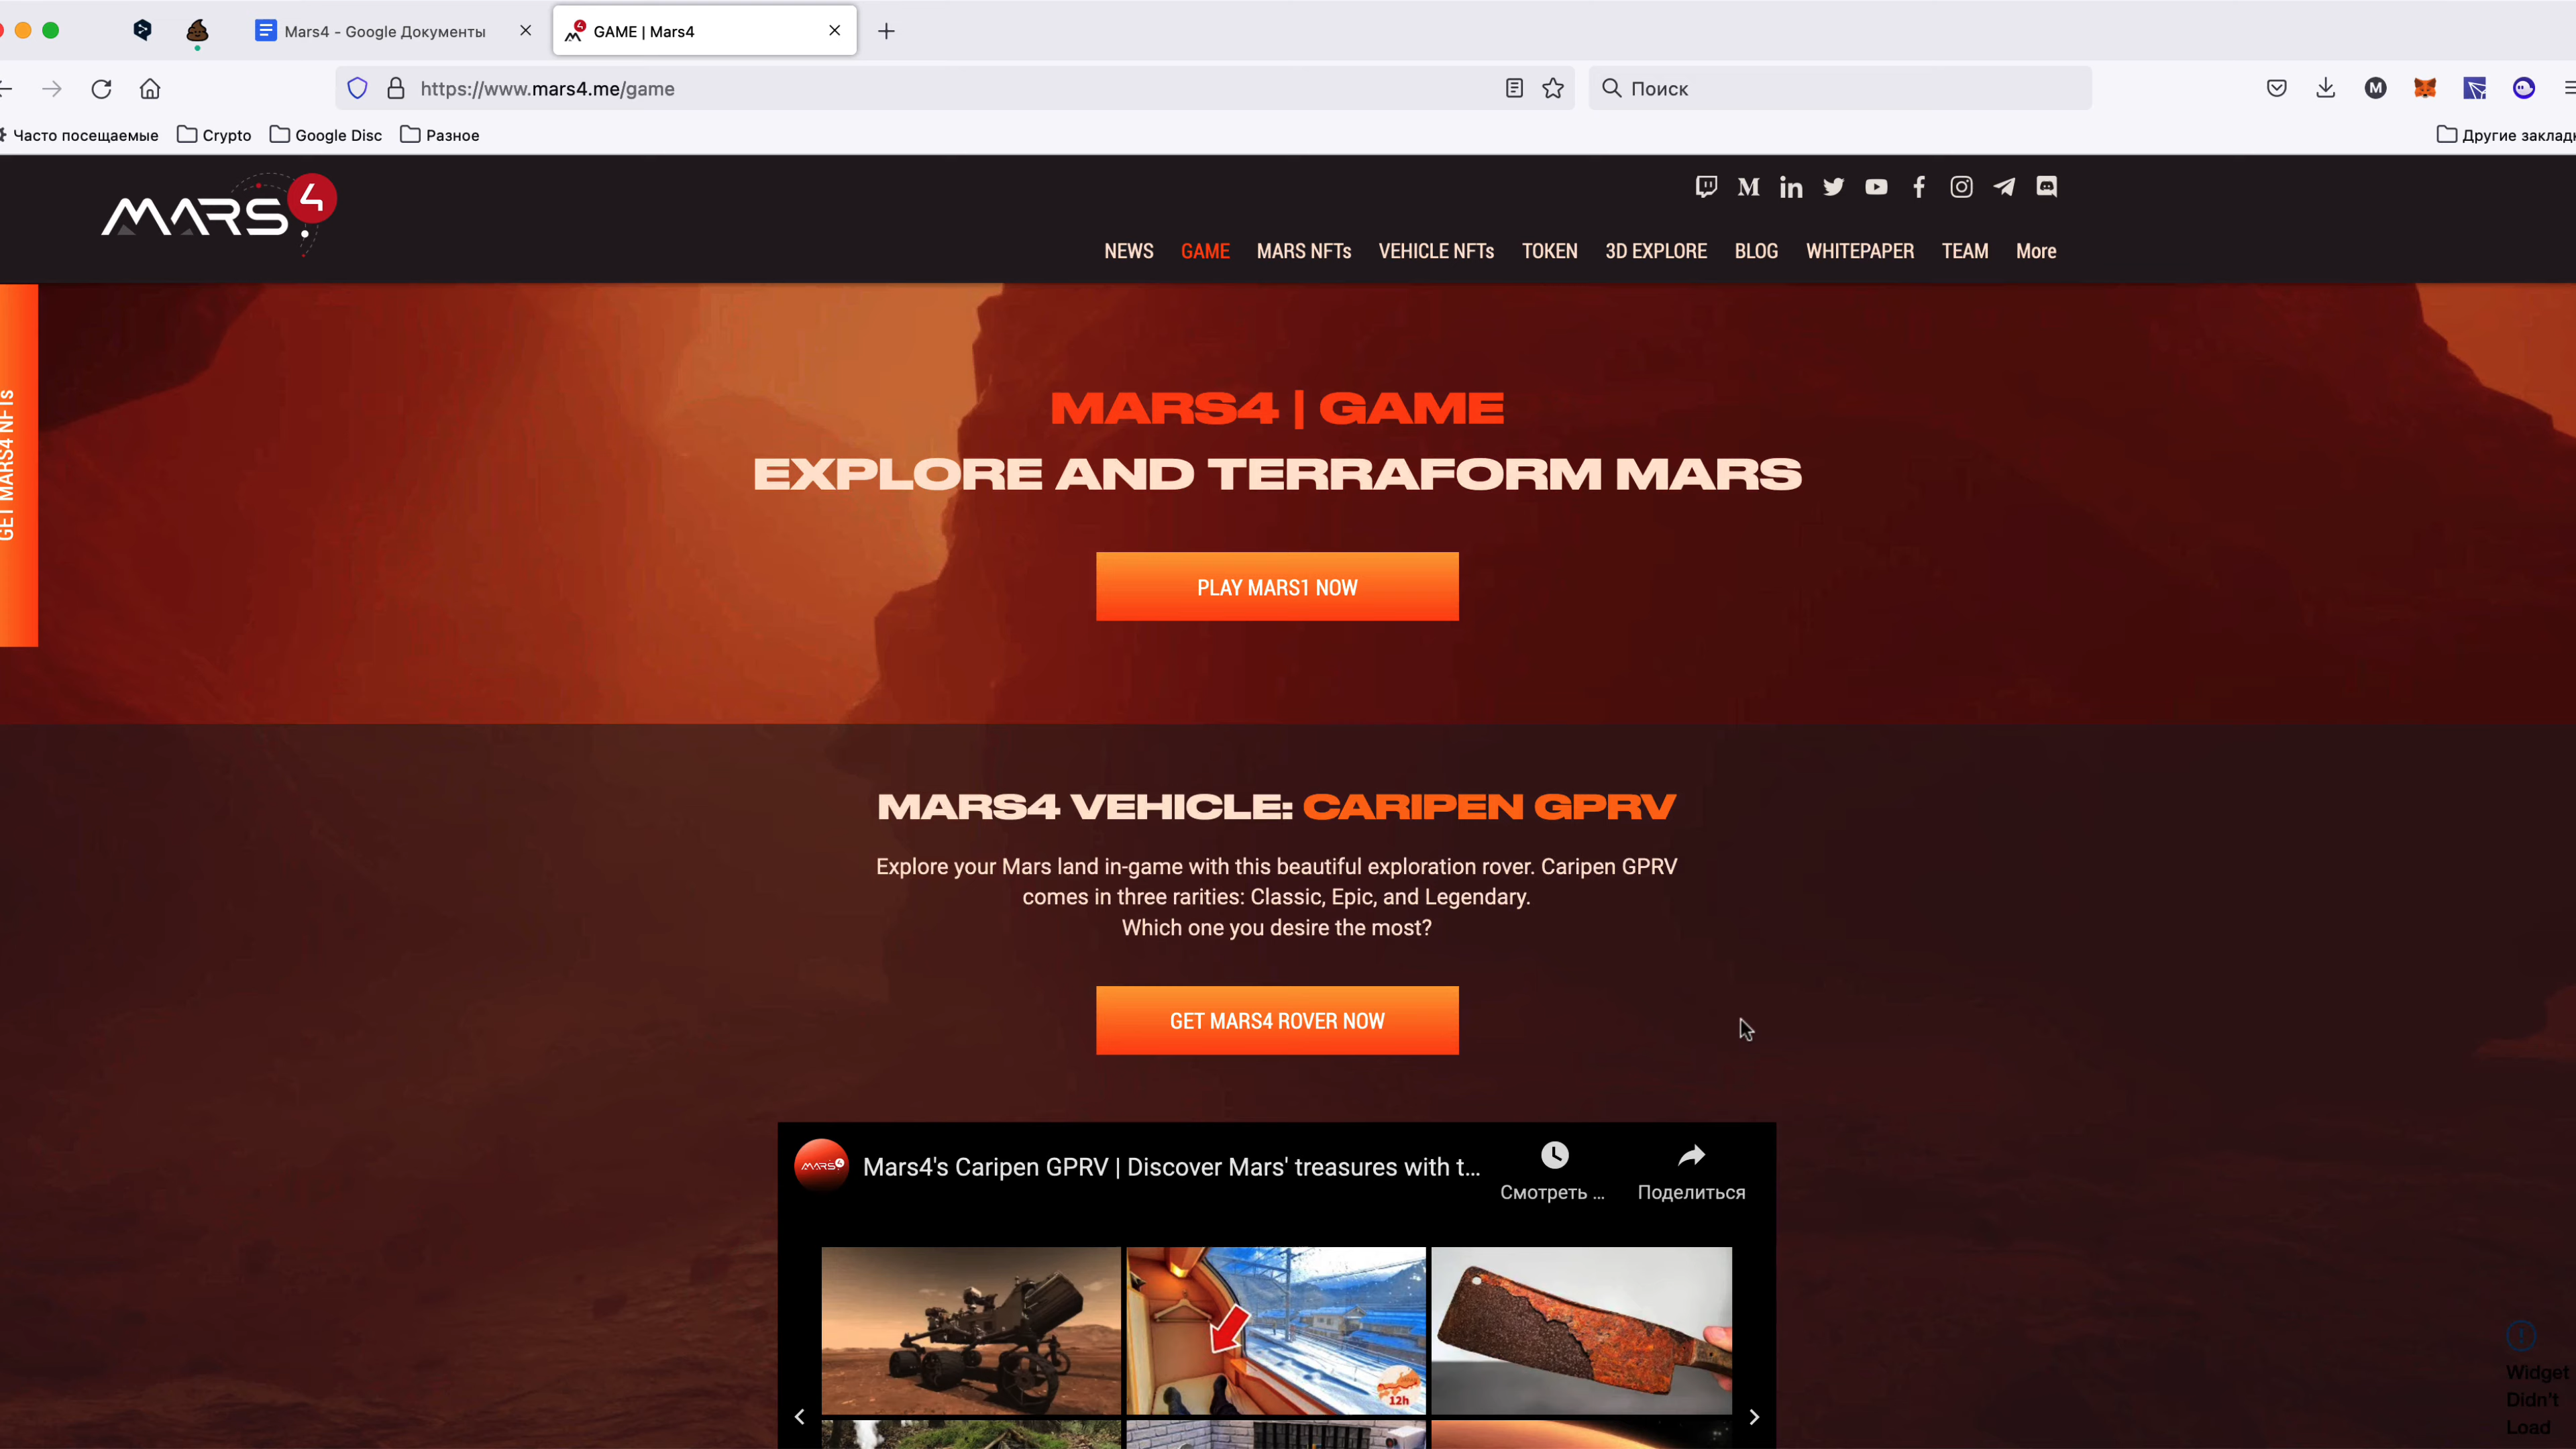 Mars4 - Google Документы
GAME | Mars4
https://www.mars4.me/game
Поиск
Часто посещаемые
Crypto
Google Disc
Разное
Другие заклад
MARS4
NEWS
GAME
MARS NFTs
VEHICLE NFTs
TOKEN
3D EXPLORE
BLOG
WHITEPAPER
TEAM
More
GET MARS4 NFTs
MARS4 | GAME
EXPLORE AND TERRAFORM MARS
PLAY MARS1 NOW
MARS4 VEHICLE: CARIPEN GPRV
Explore your Mars land in-game with this beautiful exploration rover. Caripen GPRV
comes in three rarities: Classic, Epic, and Legendary.
Which one you desire the most?
GET MARS4 ROVER NOW
MARS4
Mars4's Caripen GPRV | Discover Mars' treasures with t...
Смотреть ...
Поделиться
12h
Widget
Didn't
Load